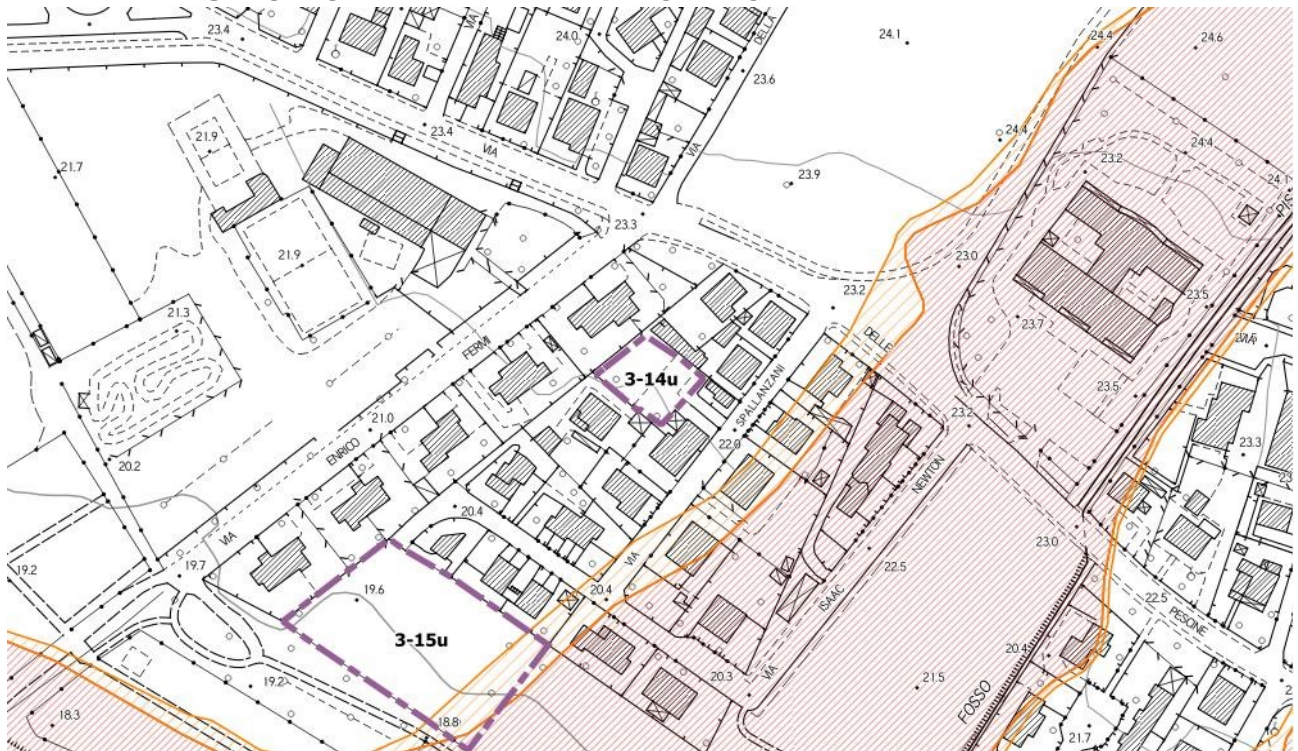 23.4
24.0
DELLA
24.1
24.4
24.6
23.6
21.9
23.4
VIA
VIA
24.4
23.2
24.4
21.7
23.9
24.1
PIS
23.3
21.9
23.0
23.2
23.5
21.3
DELLE
23.7
VIA
FERMI
3-14u
SPALLANZANI
23.5
21.0
23.2
23.3
ENRICO
22.0
20.2
NEWTON
20.4
VIA
23.0
19.2
19.7
VIA
22.5
ISAAC
22.5
19.6
20.4
PESCINE
3-15u
20.4
19.2
20.3
VIA
21.5
18.3
18.8
FOSSO
21.7